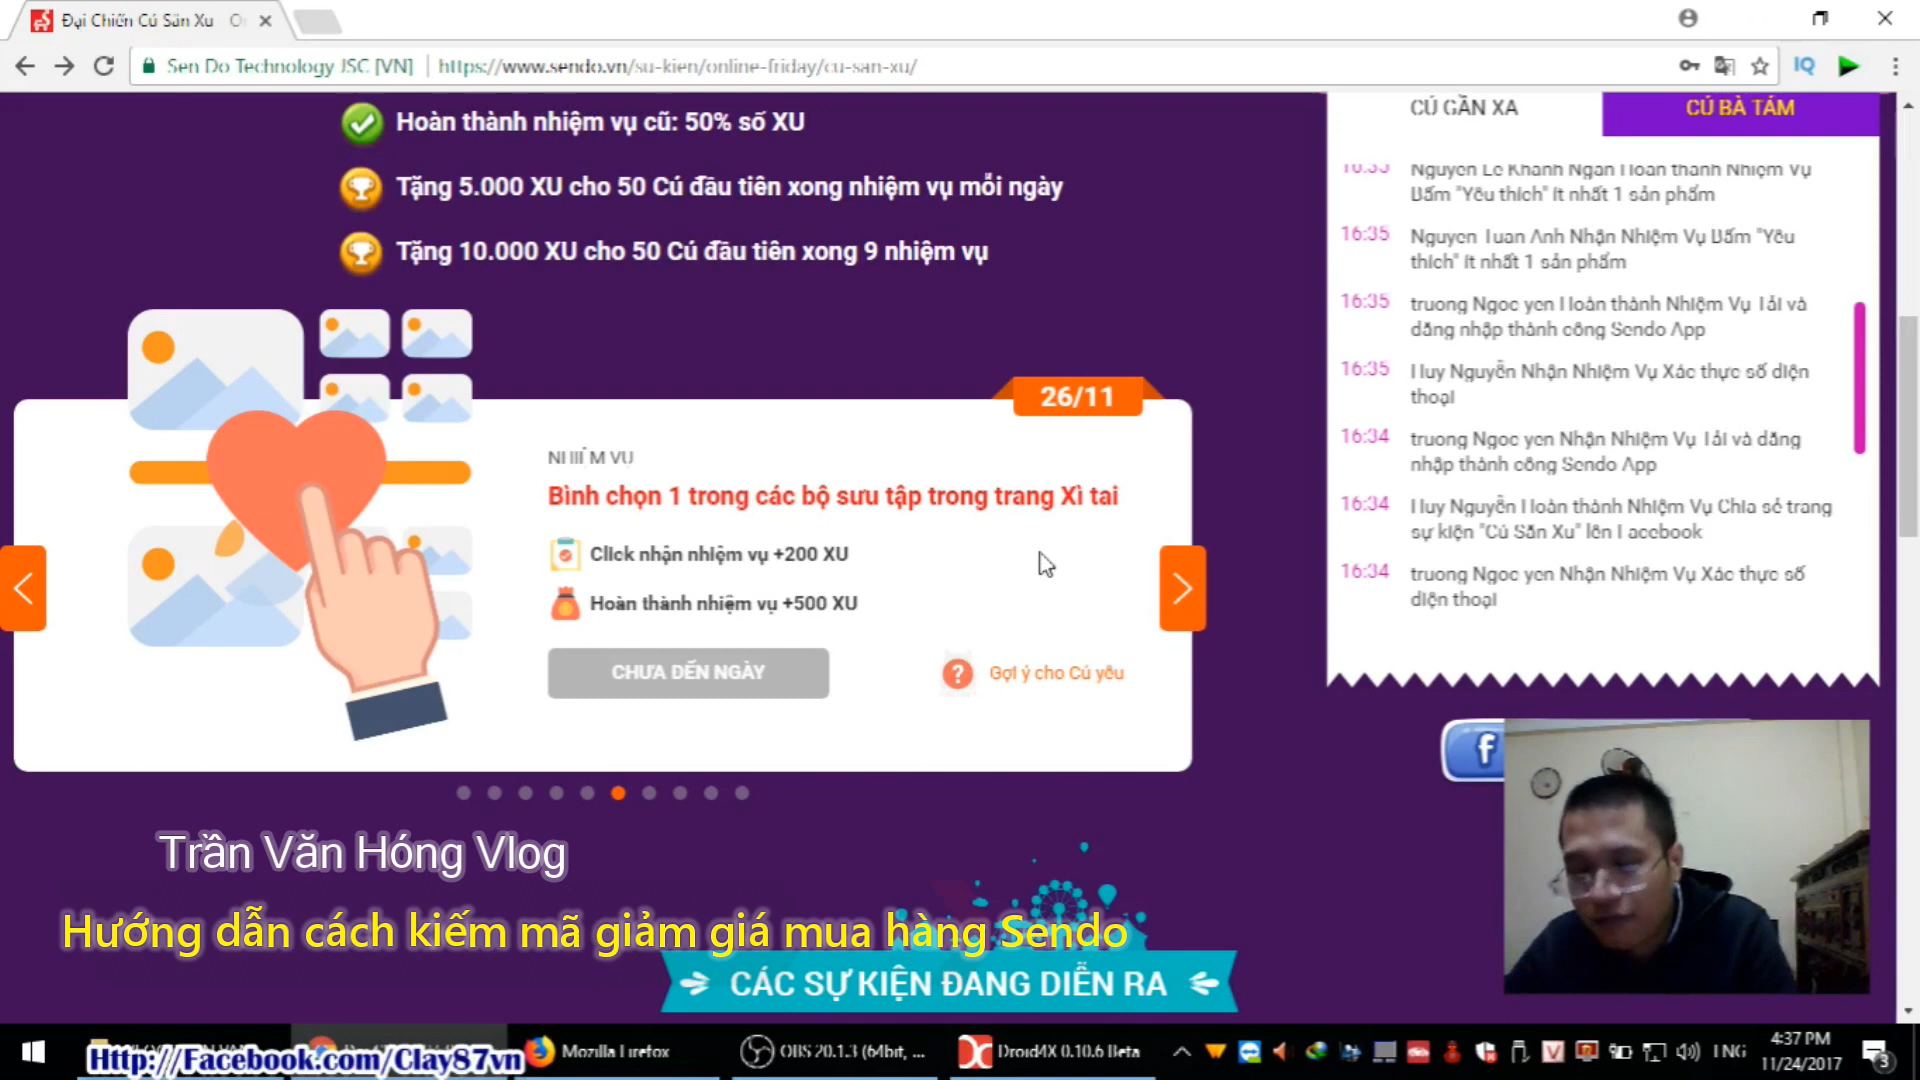 Đại Chiến Cú Săn Xu
Sen Do Technology JSC [VN]
https://www.sendo.vn/su-kien/online-friday/cu-san-xu/
Hoàn thành nhiệm vụ cũ: 50% số XU
Tặng 5.000 XU cho 50 Cú đầu tiên xong nhiệm vụ mỗi ngày
Tặng 10.000 XU cho 50 Cú đầu tiên xong 9 nhiệm vụ
26/11
NHIỆM VỤ
Bình chọn 1 trong các bộ sưu tập trong trang Xì tai
Click nhận nhiệm vụ +200 XU
Hoàn thành nhiệm vụ +500 XU
CHƯA ĐẾN NGÀY
? Gợi ý cho Cú yêu
CÚ GẦN XA
CÚ BÀ TÁM
16:35 Nguyen Le Khanh Ngan Hoàn thành Nhiệm Vụ
Bấm "Yêu thích" ít nhất 1 sản phẩm
16:35 Nguyen Tuan Anh Nhận Nhiệm Vụ Bấm "Yêu
thích" ít nhất 1 sản phẩm
16:35 truong Ngoc yen Hoàn thành Nhiệm Vụ Tải và
đăng nhập thành công Sendo App
16:35 Huy Nguyễn Nhận Nhiệm Vụ Xác thực số điện
thoại
16:34 truong Ngoc yen Nhận Nhiệm Vụ Tải và đăng
nhập thành công Sendo App
16:34 Huy Nguyễn Hoàn thành Nhiệm Vụ Chia sẻ trang
sự kiện "Cú Săn Xu" lên Facebook
16:34 truong Ngoc yen Nhận Nhiệm Vụ Xác thực số
điện thoại
Trần Văn Hóng Vlog
Hướng dẫn cách kiếm mã giảm giá mua hàng Sendo
CÁC SỰ KIỆN ĐANG DIỄN RA
Http://Facebook.com/Clay87vn
Mozilla Firefox
OBS 20.1.3 (64bit, ...
Droid4X 0.10.6 Beta
ENG
4:37 PM
11/24/2017
3